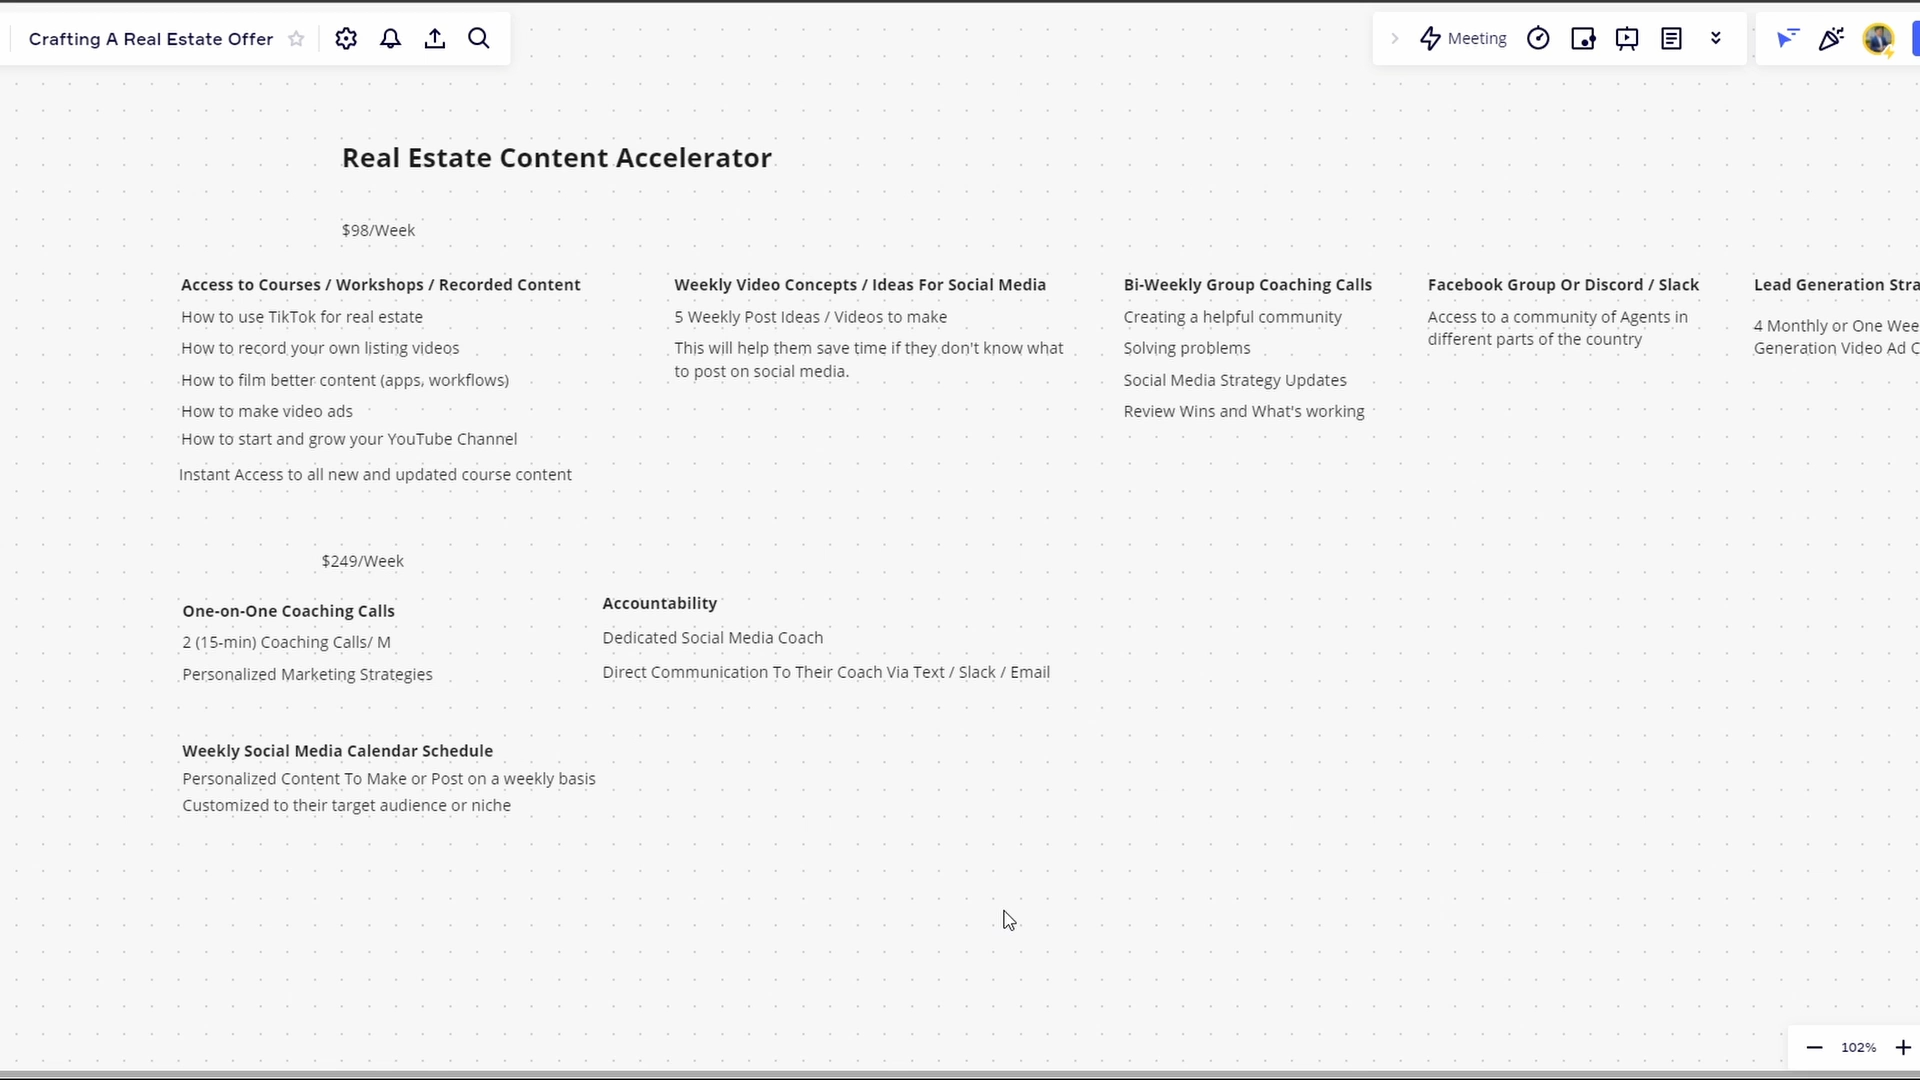 Crafting A Real Estate Offer
Meeting
Real Estate Content Accelerator
$98/Week
Access to Courses / Workshops / Recorded Content
How to use TikTok for real estate
How to record your own listing videos
How to film better content (apps, workflows)
How to make video ads
How to start and grow your YouTube Channel
Instant Access to all new and updated course content
Weekly Video Concepts / Ideas For Social Media
5 Weekly Post Ideas / Videos to make
This will help them save time if they don't know what
to post on social media.
Bi-Weekly Group Coaching Calls
Creating a helpful community
Solving problems
Social Media Strategy Updates
Review Wins and What's working
Facebook Group Or Discord / Slack
Access to a community of Agents in
different parts of the country
Lead Generation
4 Monthly or One
Generation Video Ad
$249/Week
One-on-One Coaching Calls
2 (15-min) Coaching Calls/ M
Personalized Marketing Strategies
Accountability
Dedicated Social Media Coach
Direct Communication To Their Coach Via Text / Slack / Email
Weekly Social Media Calendar Schedule
Personalized Content To Make or Post on a weekly basis
Customized to their target audience or niche
102%